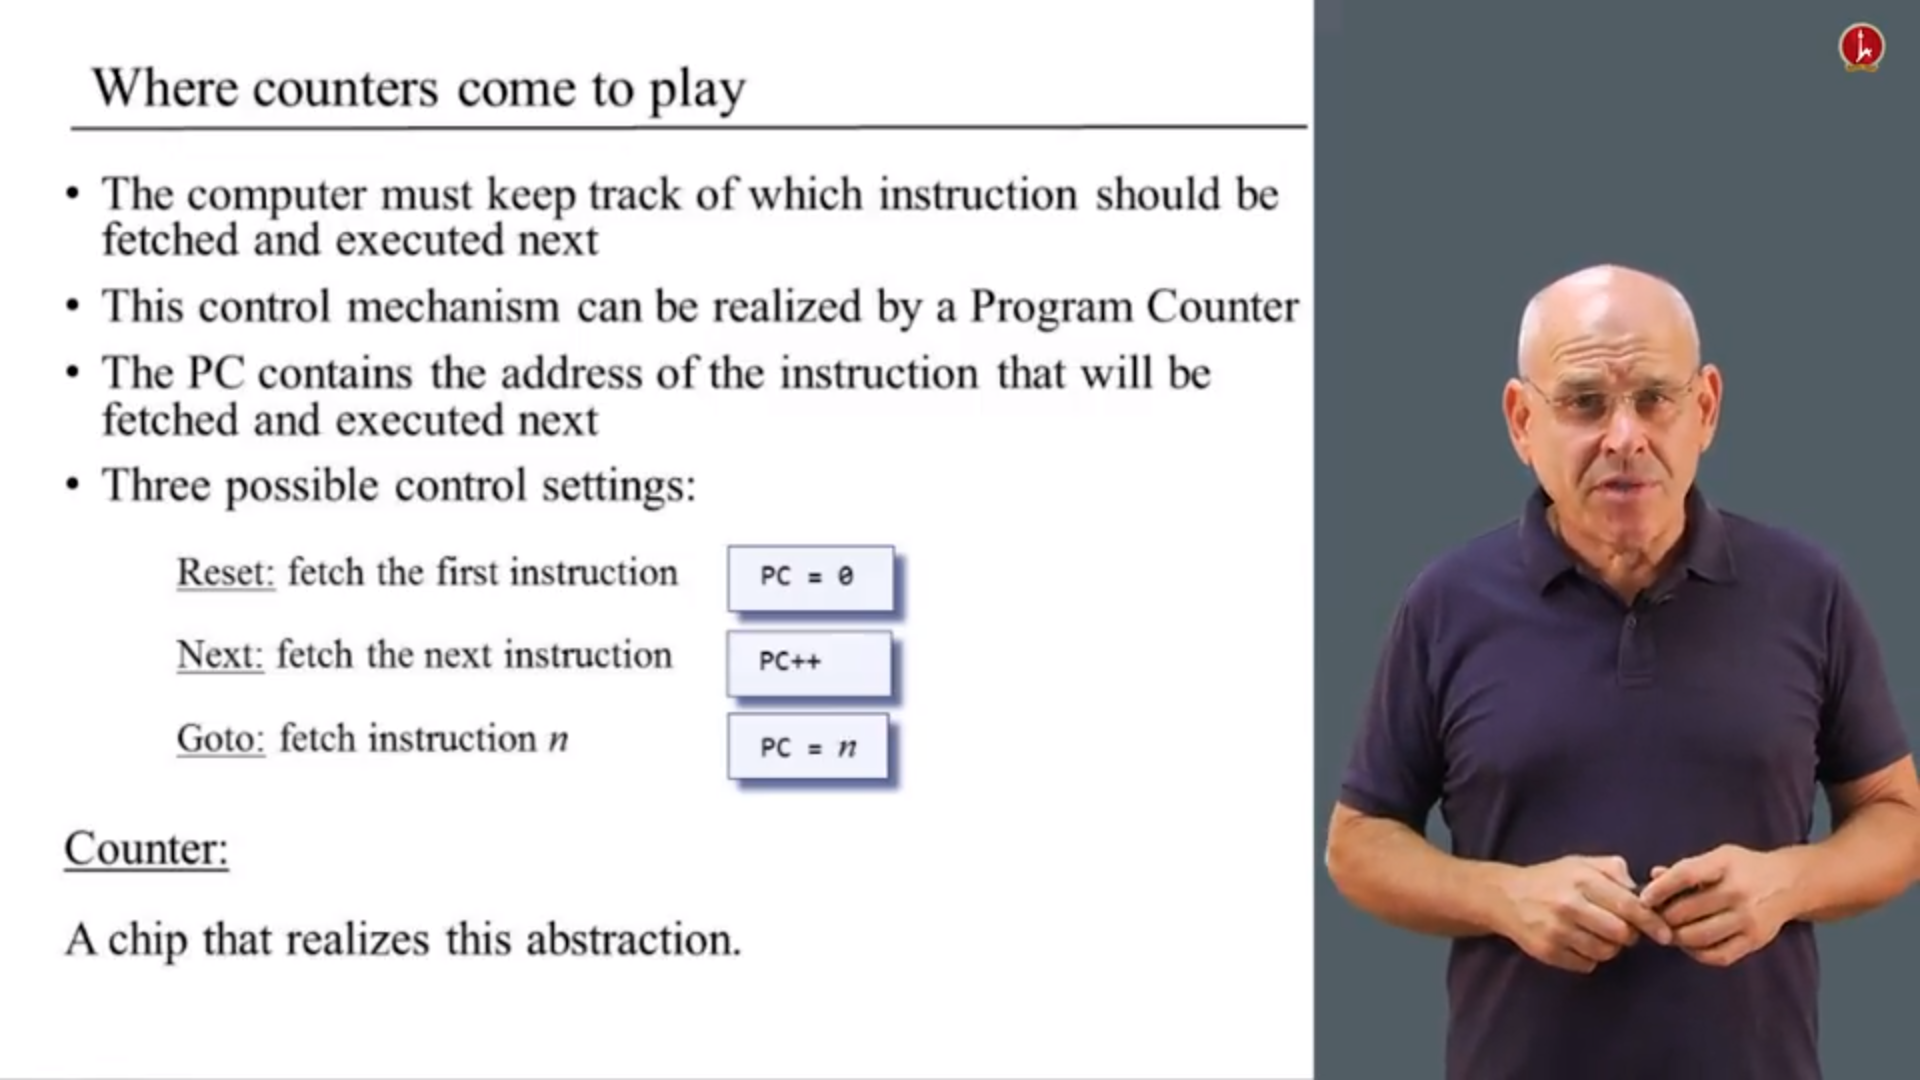 Where counters come to play
• The computer must keep track of which instruction should be
fetched and executed next
• This control mechanism can be realized by a Program Counter
• The PC contains the address of the instruction that will be
fetched and executed next
• Three possible control settings:
Reset: fetch the first instruction
PC = 0
Next: fetch the next instruction
PC++
Goto: fetch instruction n
PC = n
Counter:
A chip that realizes this abstraction.